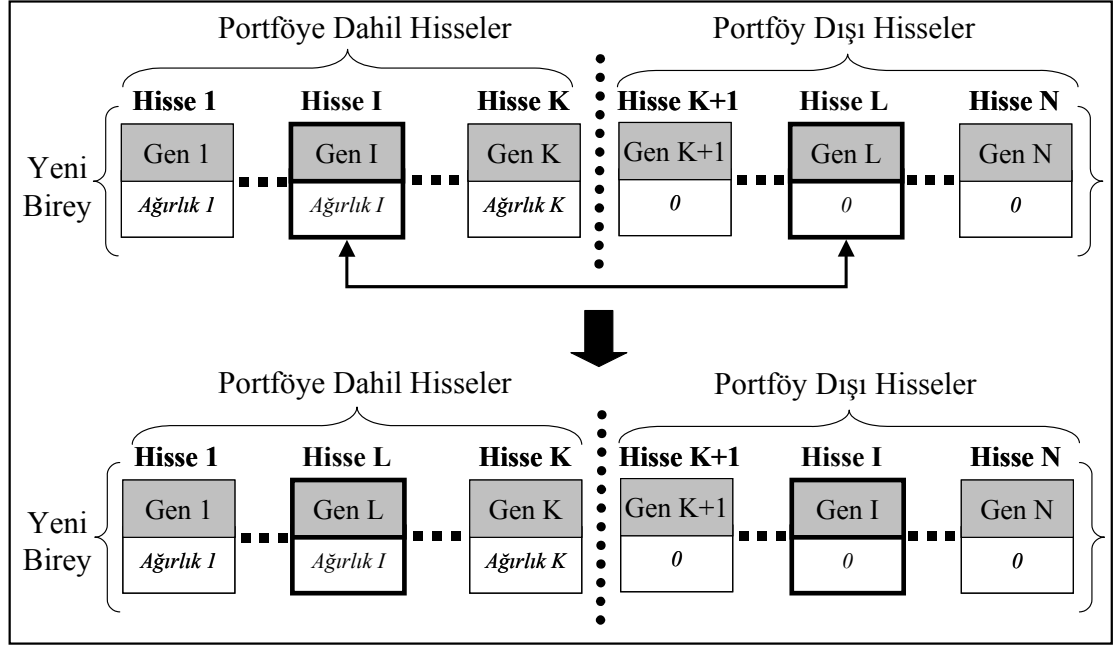 Portföye Dahil Hisseler Portföy Dışı Hisseler
Hisse 1 Hisse I Hisse K Hisse K+1 Hisse L Hisse N
Gen 1 Gen I Gen K Gen K+1 Gen L Gen N
Yeni
Birey
Ağırlık 1 Ağırlık I Ağırlık K 0 0 0
Portföye Dahil Hisseler Portföy Dışı Hisseler
Hisse 1 Hisse L Hisse K Hisse K+1 Hisse I Hisse N
Gen 1 Gen L Gen K Gen K+1 Gen I Gen N
Yeni
Birey
Ağırlık 1 Ağırlık I Ağırlık K 0 0 0